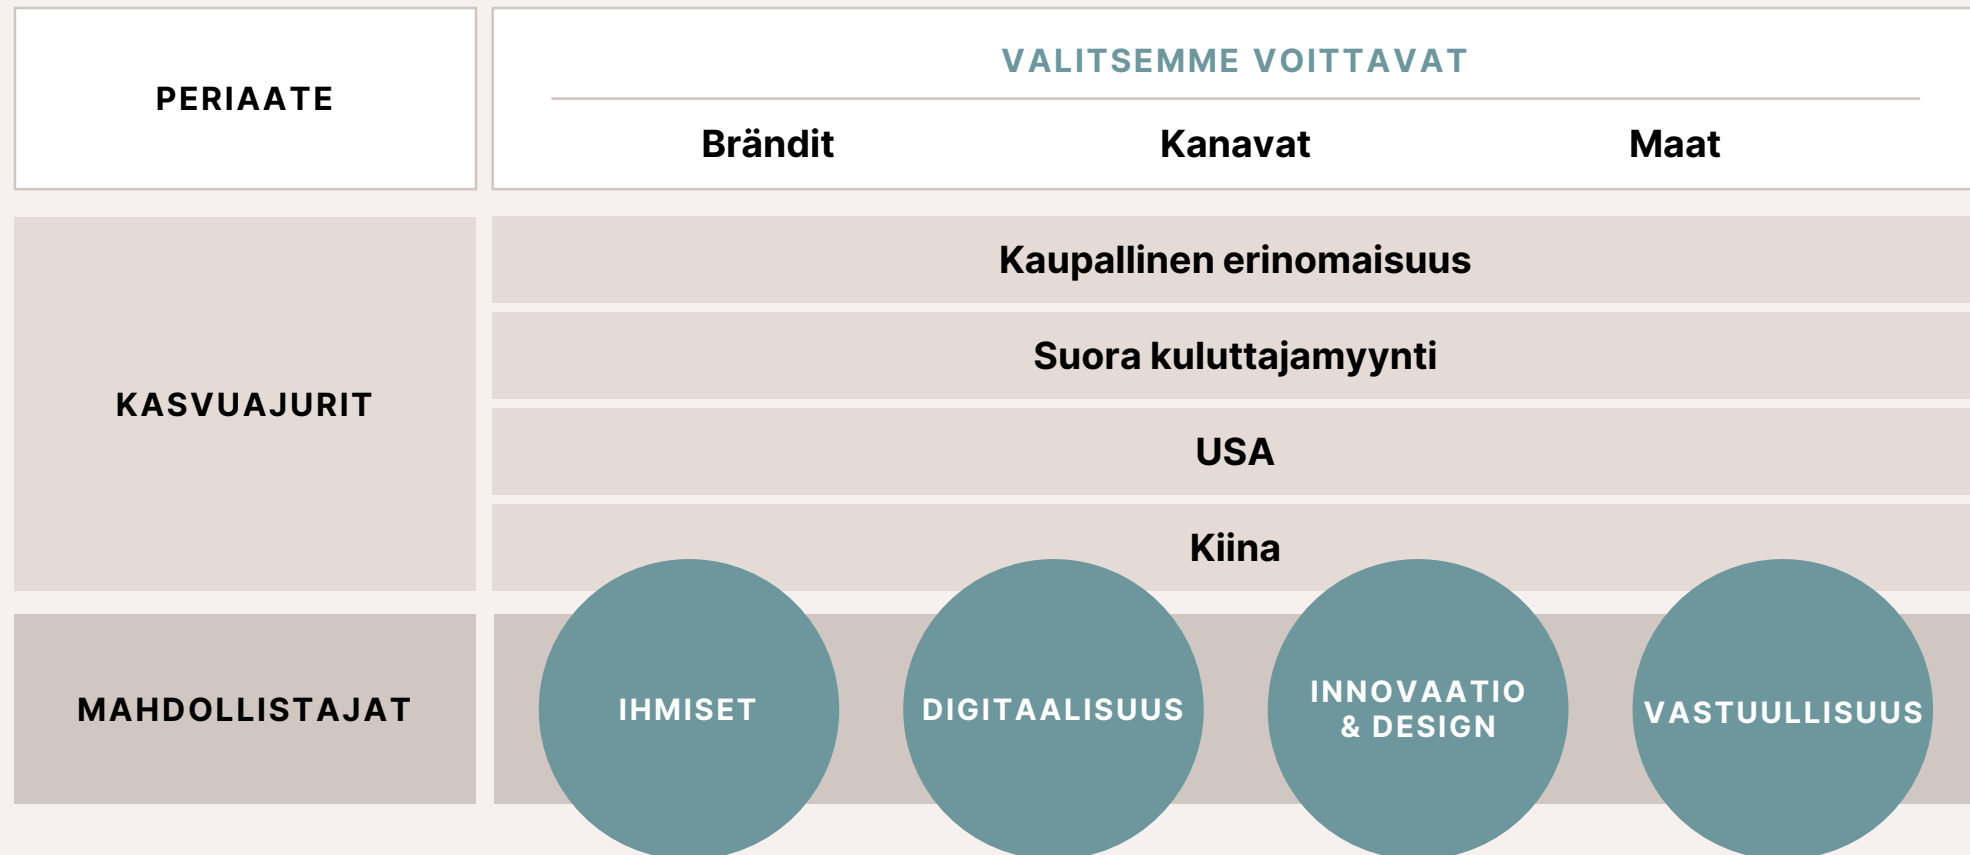 PERIAATE
VALITSEMME VOITTAVAT
Brändit Kanavat Maat
KASVUAJURIT
Kaupallinen erinomaisuus
Suora kuluttajamyynti
USA
Kiina
MAHDOLLISTAJAT
IHMISET
DIGITAALISUUS
INNOVAATIO
& DESIGN
VASTUULLISUUS